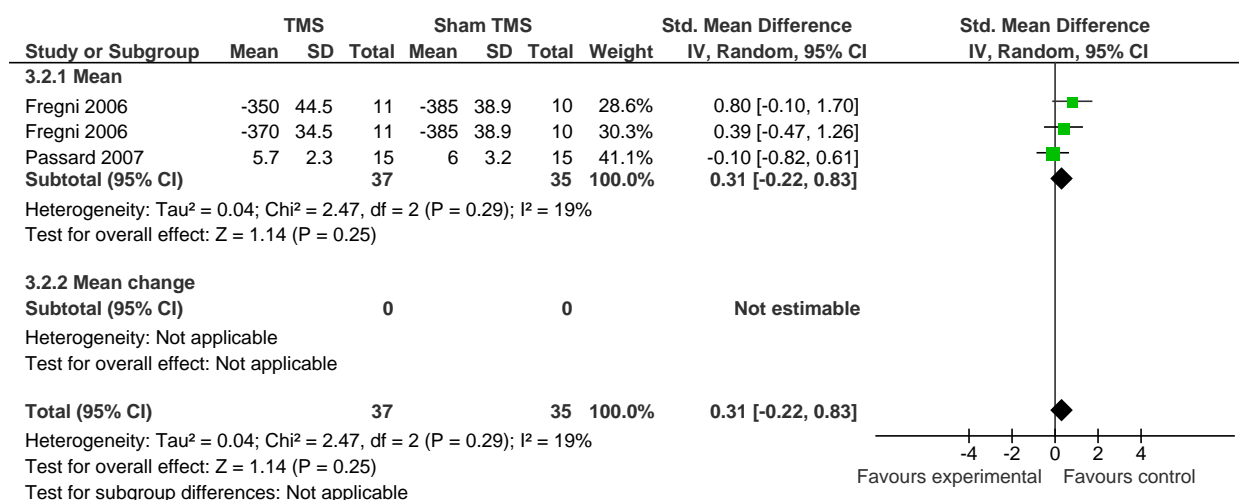 TMS Sham TMS Std. Mean Difference Std. Mean Difference
Study or Subgroup Mean SD Total Mean SD Total Weight IV, Random, 95% CI IV, Random, 95% CI
3.2.1 Mean
Fregni 2006 -350 44.5 11 -385 38.9 10 28.6% 0.80 [-0.10, 1.70]
Fregni 2006 -370 34.5 11 -385 38.9 10 30.3% 0.39 [-0.47, 1.26]
Passard 2007 5.7 2.3 15 6 3.2 15 41.1% -0.10 [-0.82, 0.61]
Subtotal (95% CI) 37 35 100.0% 0.31 [-0.22, 0.83]
Heterogeneity: Tau² = 0.04; Chi² = 2.47, df = 2 (P = 0.29); I² = 19%
Test for overall effect: Z = 1.14 (P = 0.25)
3.2.2 Mean change
Subtotal (95% CI) 0 0 Not estimable
Heterogeneity: Not applicable
Test for overall effect: Not applicable
Total (95% CI) 37 35 100.0% 0.31 [-0.22, 0.83]
Heterogeneity: Tau² = 0.04; Chi² = 2.47, df = 2 (P = 0.29); I² = 19%
Test for overall effect: Z = 1.14 (P = 0.25)
Test for subgroup differences: Not applicable
-4 -2 0 2 4
Favours experimental Favours control